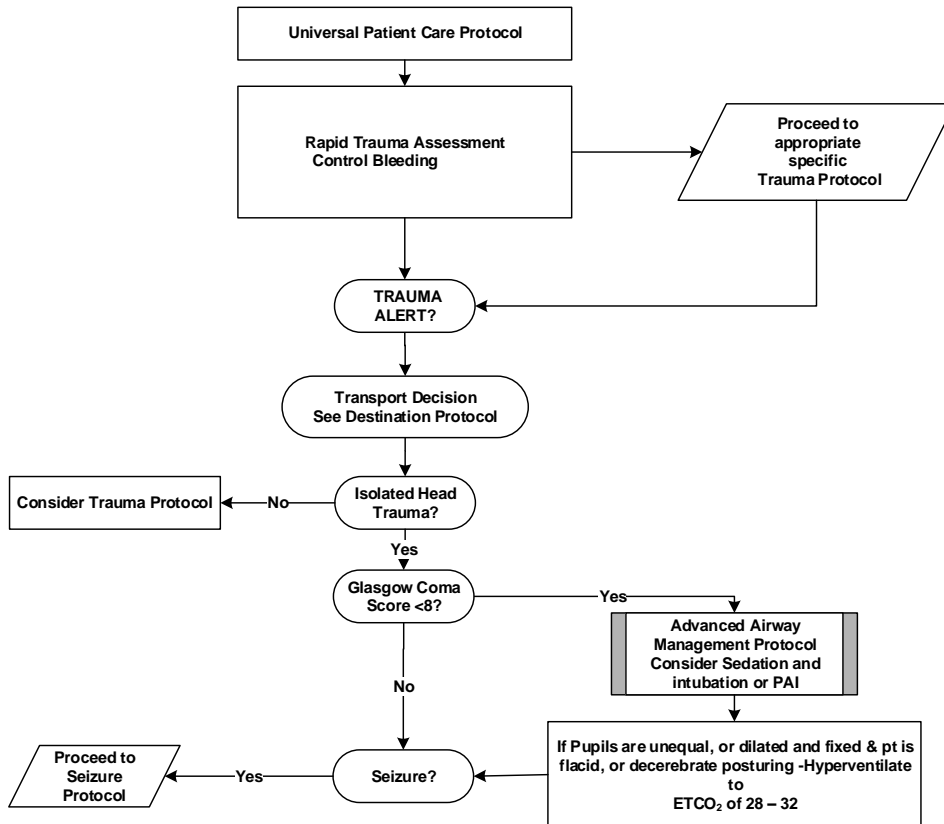 Universal Patient Care Protocol
Rapid Trauma Assessment
Control Bleeding
Proceed to
appropriate
specific
Trauma Protocol
TRAUMA
ALERT?
Transport Decision
See Destination Protocol
Isolated Head
Trauma?
No
Consider Trauma Protocol
Yes
Glasgow Coma
Score <8?
Yes
Advanced Airway
Management Protocol
Consider Sedation and
intubation or PAI
No
If Pupils are unequal, or dilated and fixed & pt is
flacid, or decerebrate posturing -Hyperventilate
to
ETCO₂ of 28 – 32
Seizure?
Yes
Proceed to
Seizure
Protocol